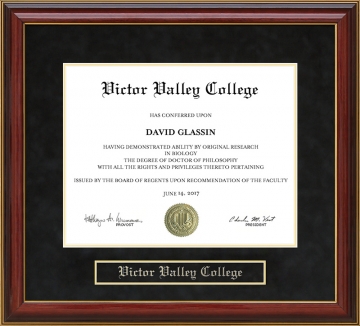 Victor Valley College
HAS CONFERRED UPON
DAVID GLASSIN
HAVING DEMONSTRATED ABILITY BY ORIGINAL RESEARCH
IN BIOLOGY
THE DEGREE OF DOCTOR OF PHILOSOPHY
WITH ALL THE RIGHTS AND PRIVILEGES THERETO PERTAINING
ISSUED BY THE BOARD OF REGENTS UPON RECOMMENDATION OF THE FACULTY
JUNE 14, 2017
PROVOST
PRESIDENT
Victor Valley College